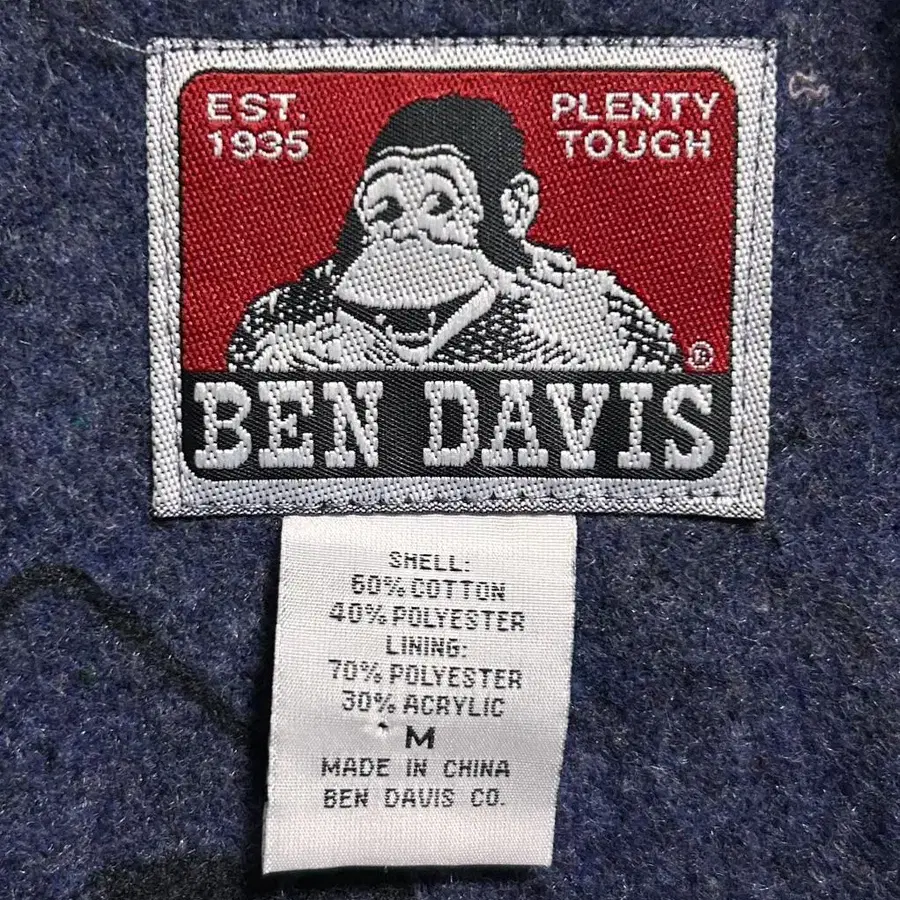 EST.
1935
PLENTY
TOUGH
®
BEN DAVIS
SHELL:
60% COTTON
40% POLYESTER
LINING:
70% POLYESTER
30% ACRYLIC
M
MADE IN CHINA
BEN DAVIS CO.